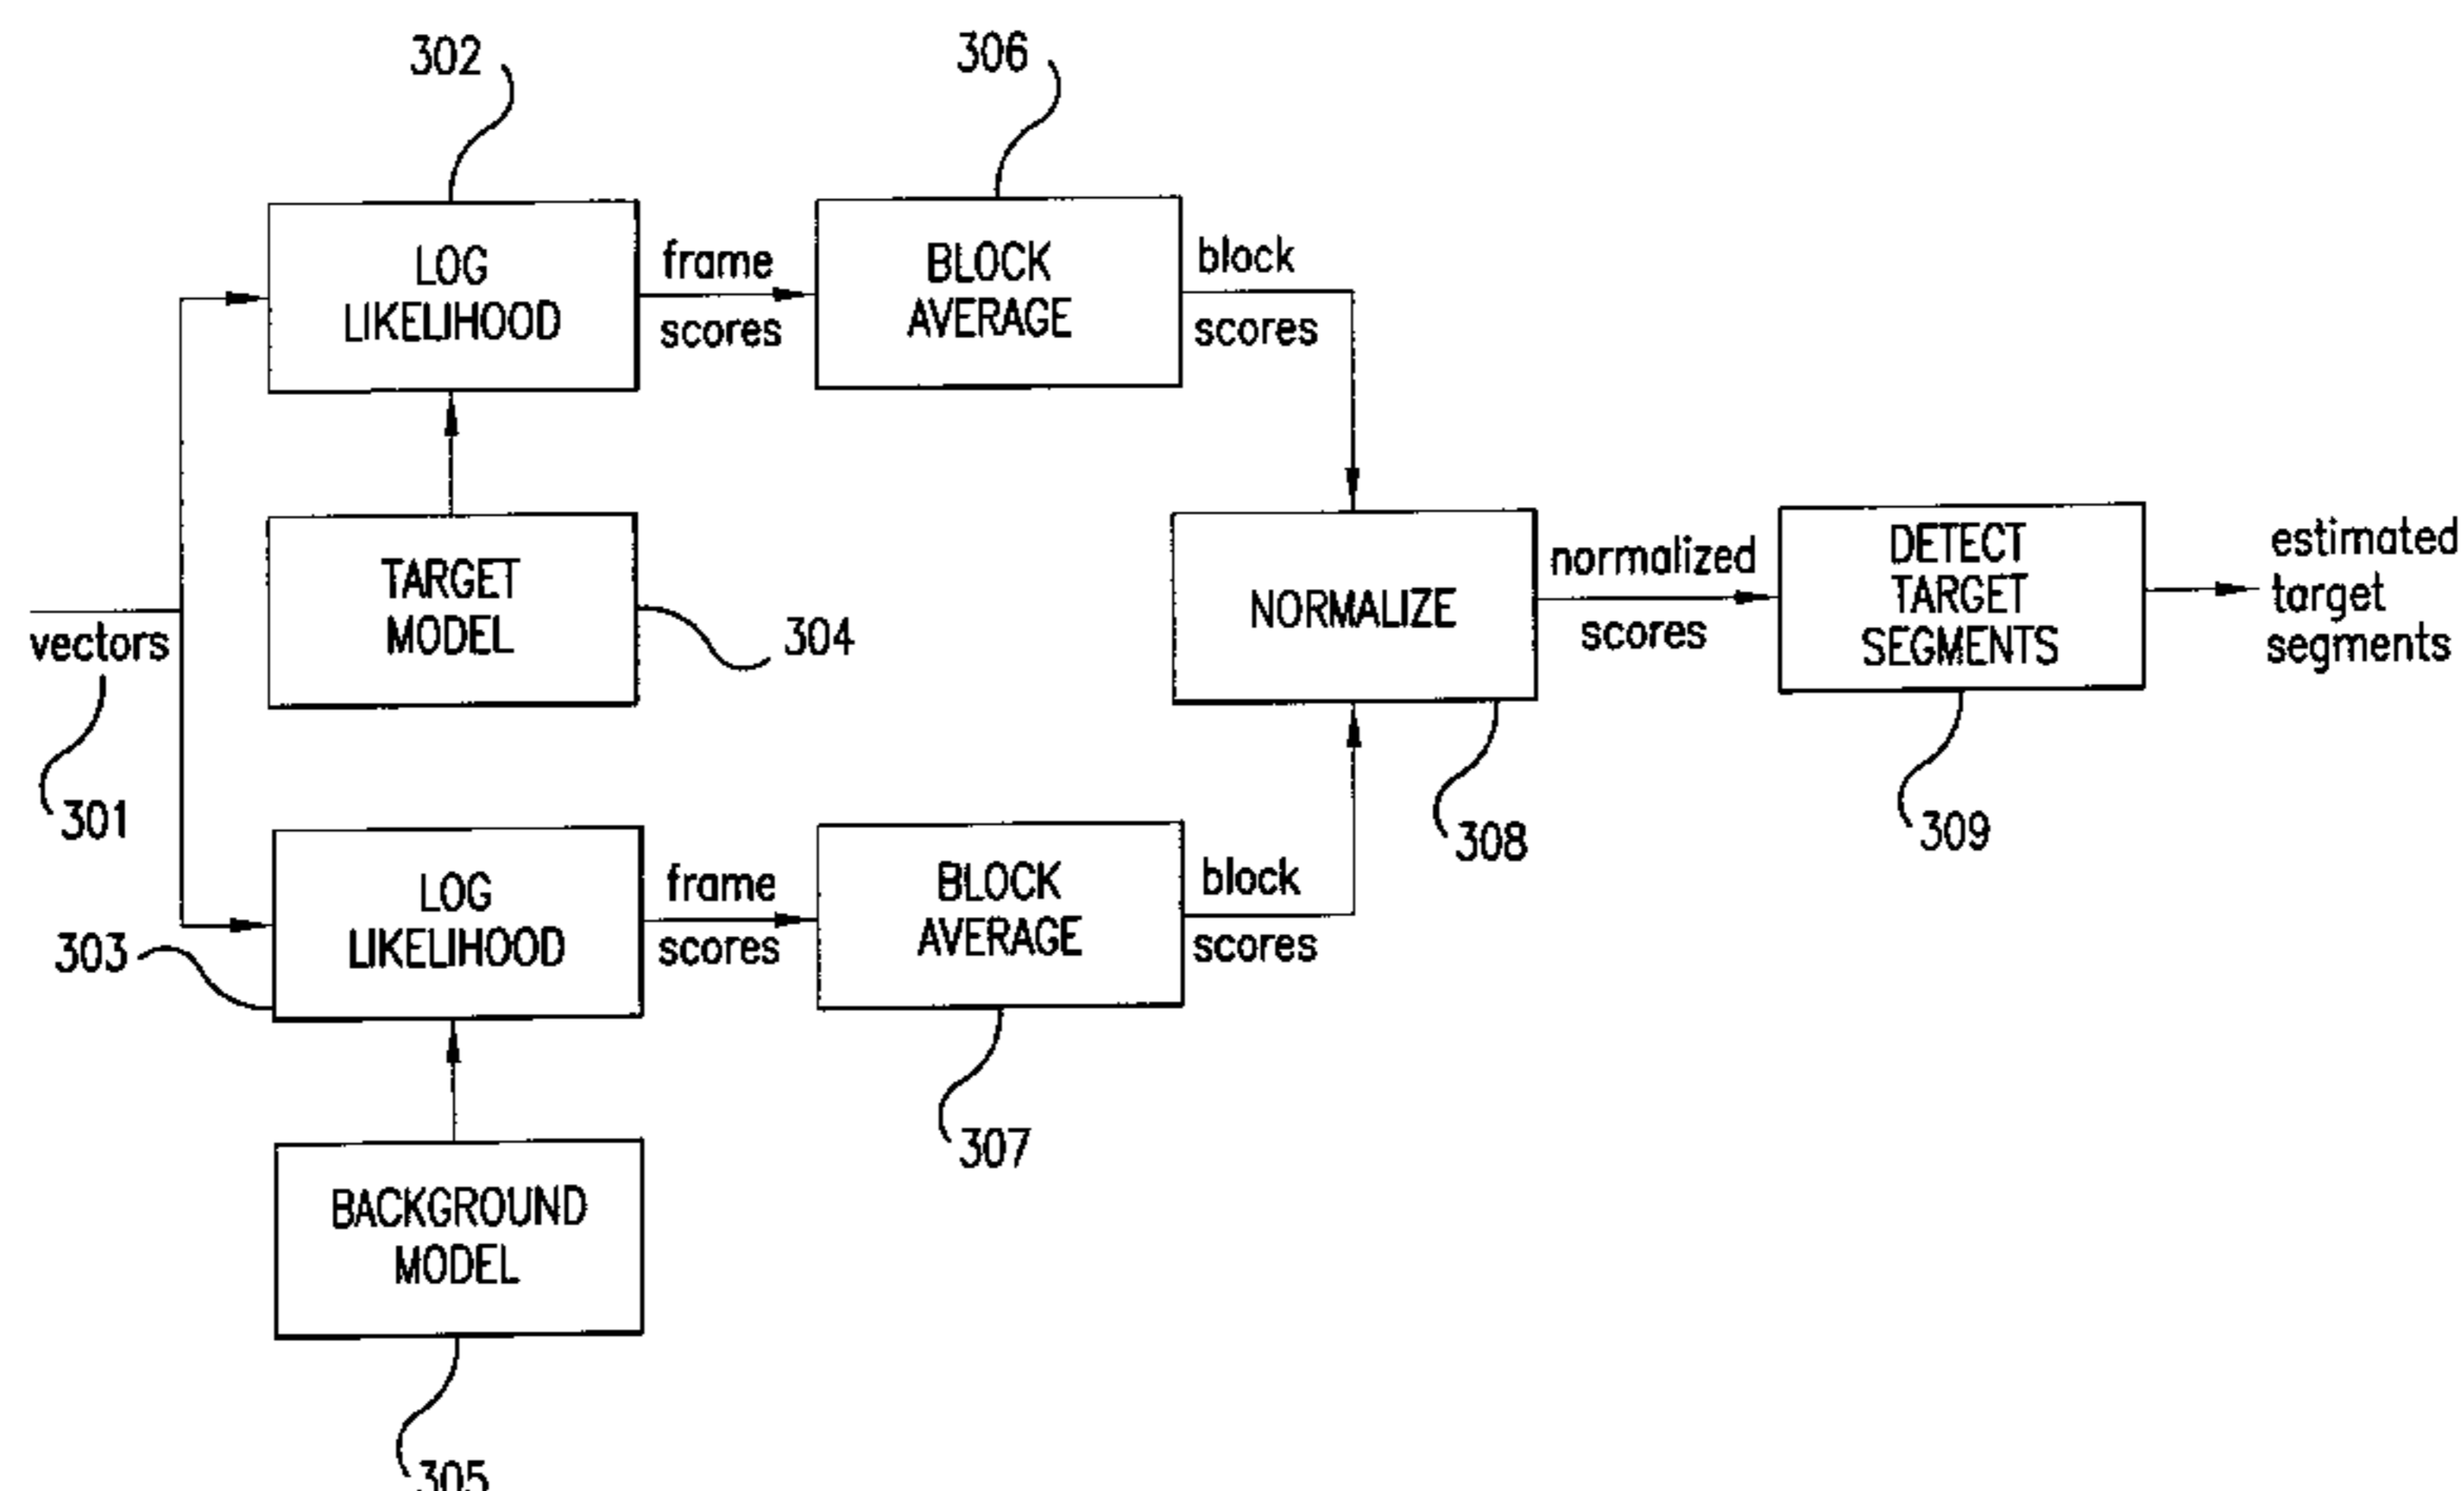 302
306
LOG
LIKELIHOOD
frame
scores
BLOCK
AVERAGE
block
scores
TARGET
MODEL
304
vectors
301
NORMALIZE
308
normalized
scores
DETECT
TARGET
SEGMENTS
309
estimated
target
segments
303
LOG
LIKELIHOOD
frame
scores
BLOCK
AVERAGE
307
block
scores
BACKGROUND
MODEL
305